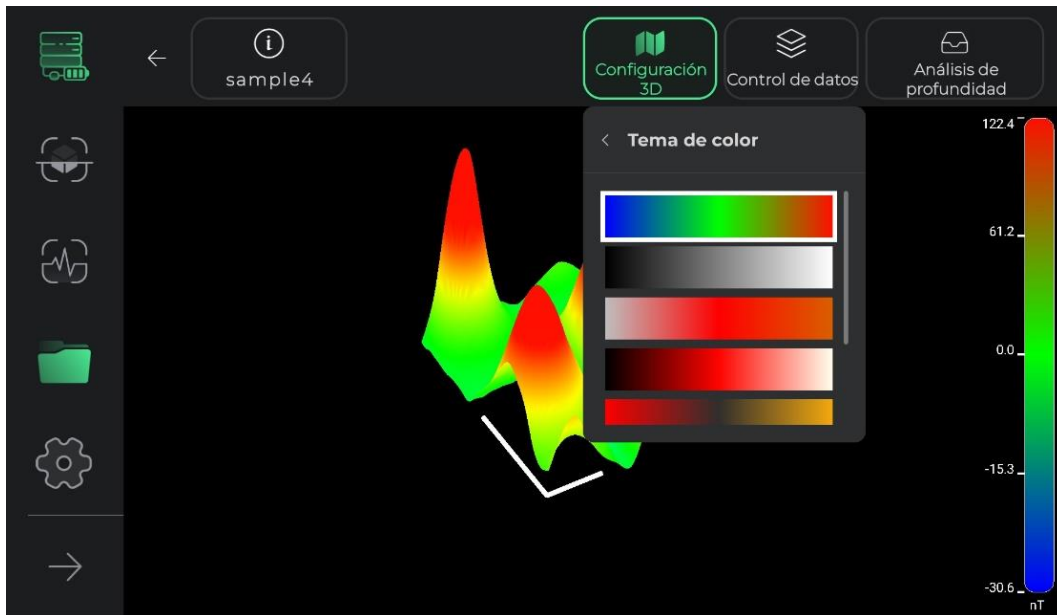 sample4
Configuración
3D
Control de datos
Análisis de
profundidad
Tema de color
122.4
61.2
0.0
-15.3
-30.6
nT